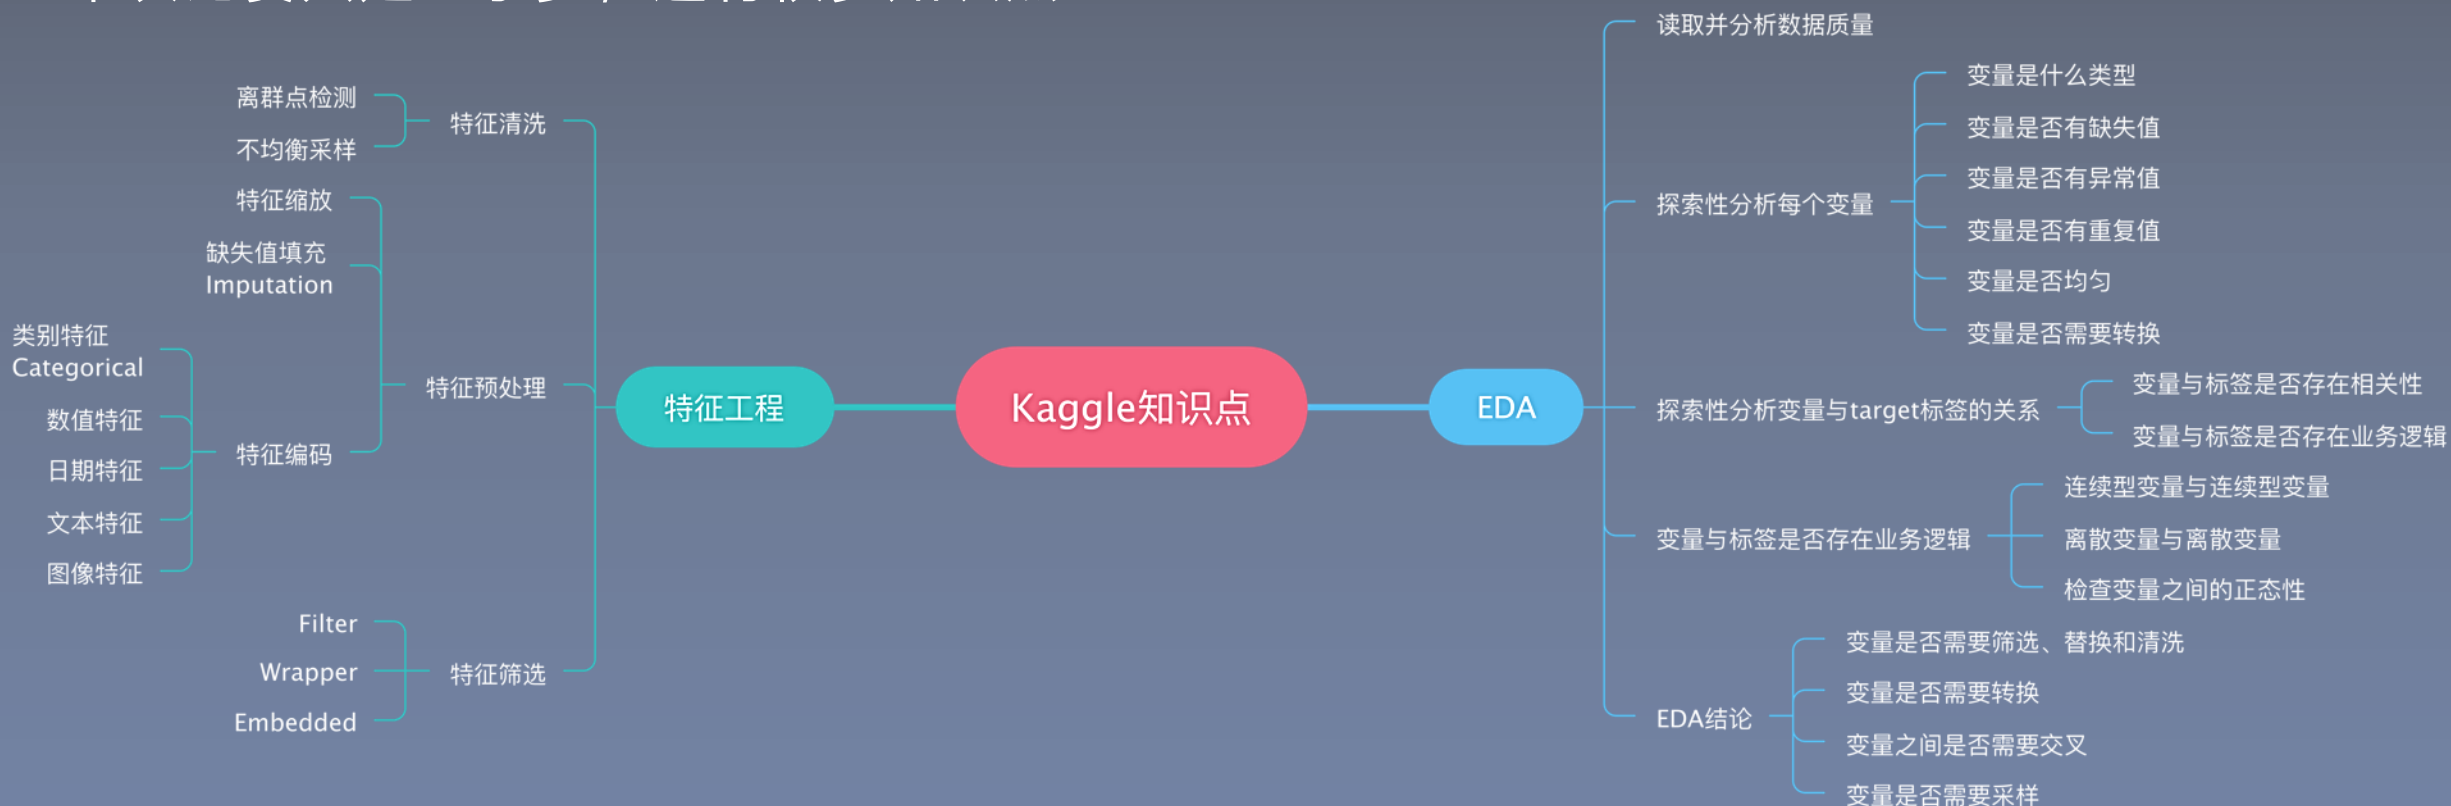 离群点检测
不均衡采样
特征清洗
特征缩放
缺失值填充
Imputation
类别特征
Categorical
数值特征
日期特征
文本特征
图像特征
特征编码
特征预处理
Filter
Wrapper
Embedded
特征筛选
特征工程
Kaggle知识点
EDA
读取并分析数据质量
探索性分析每个变量
变量是什么类型
变量是否有缺失值
变量是否有异常值
变量是否有重复值
变量是否均匀
变量是否需要转换
探索性分析变量与target标签的关系
变量与标签是否存在相关性
变量与标签是否存在业务逻辑
变量与标签是否存在业务逻辑
连续型变量与连续型变量
离散变量与离散变量
检查变量之间的正态性
EDA结论
变量是否需要筛选、替换和清洗
变量是否需要转换
变量之间是否需要交叉
变量是否需要采样